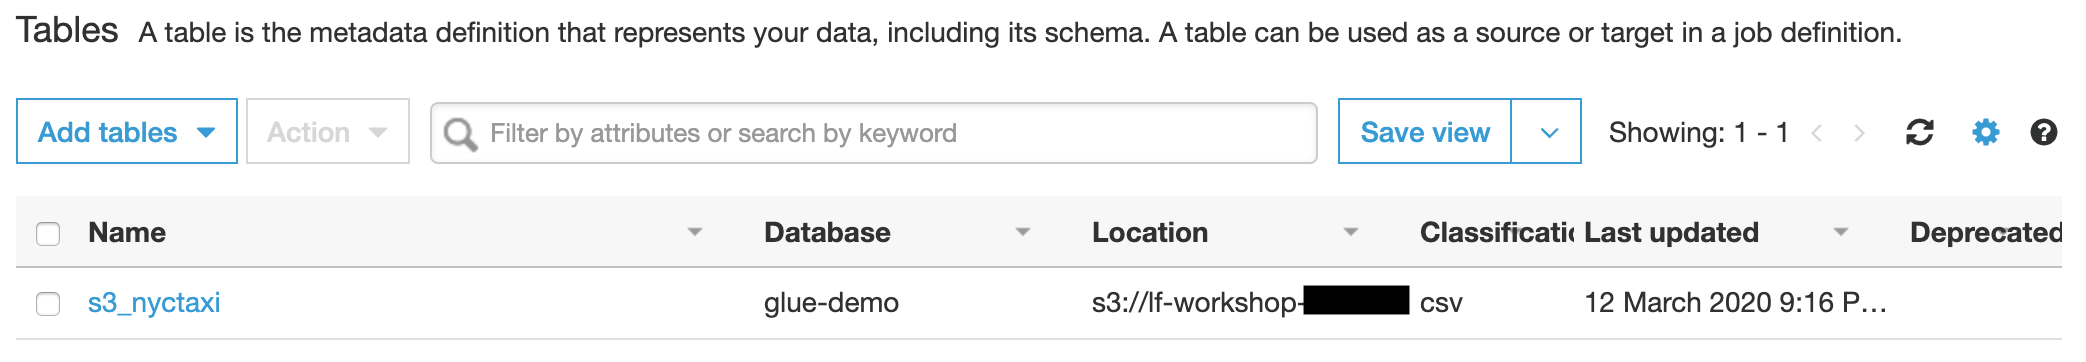 Tables A table is the metadata definition that represents your data, including its schema. A table can be used as a source or target in a job definition.
Add tables Action Filter by attributes or search by keyword Save view Showing: 1 - 1
Name Database Location Classificatic Last updated Deprecated
s3_nyctaxi glue-demo s3://lf-workshop- csv 12 March 2020 9:16 P...